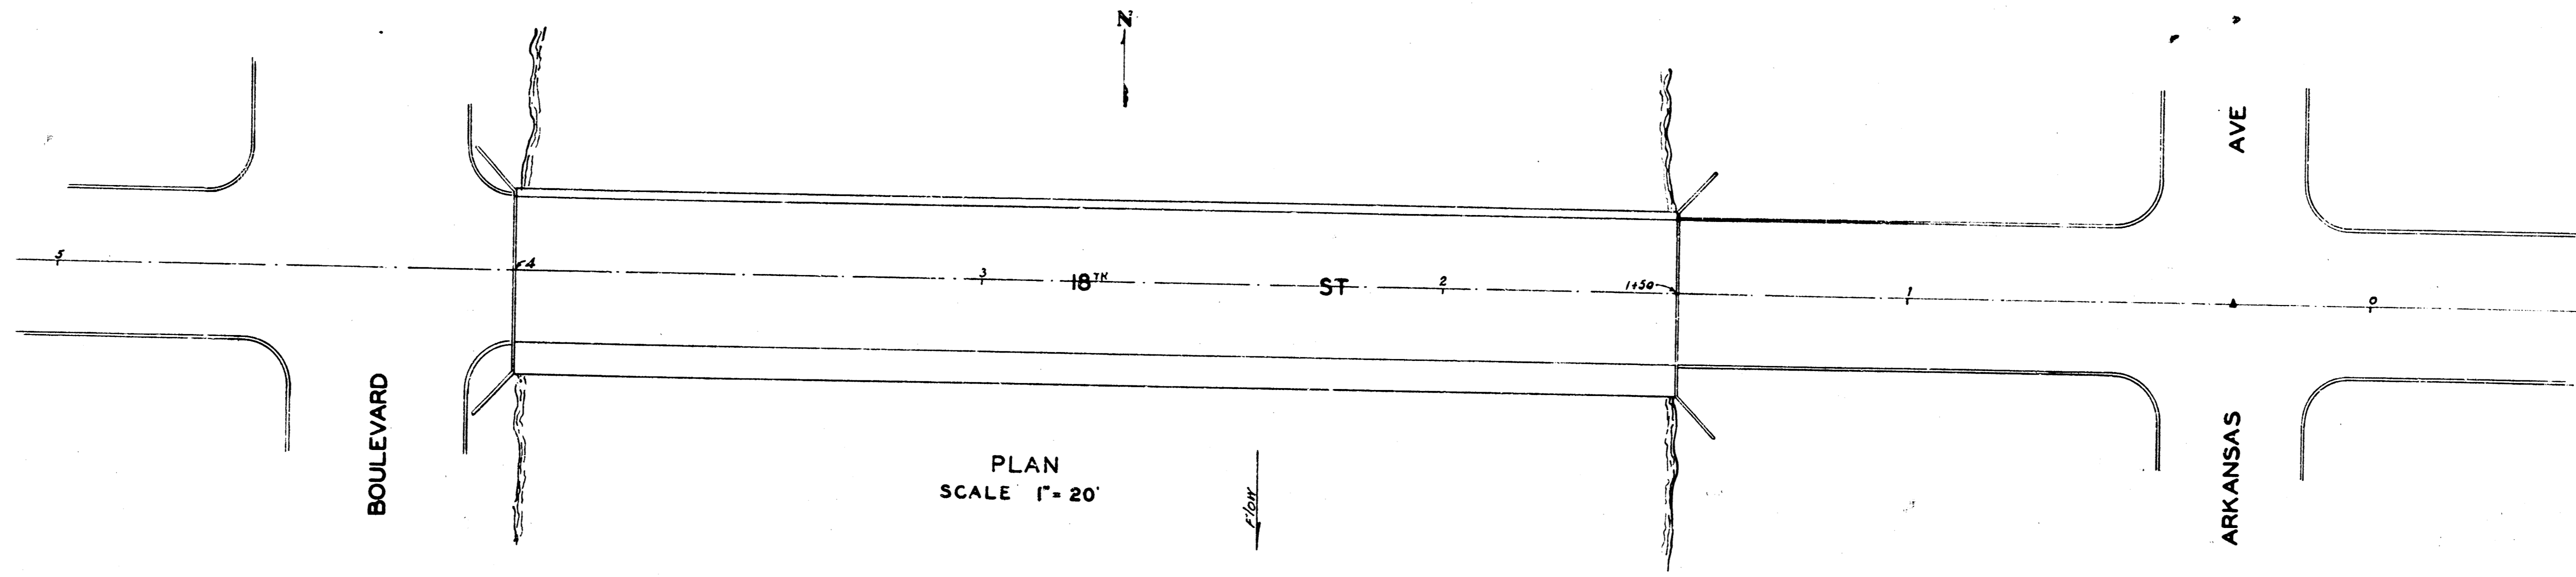 N
AVE
5
4
3
18TH
ST
2
1+50
1
0
BOULEVARD
PLAN
SCALE 1"= 20'
Flow
ARKANSAS